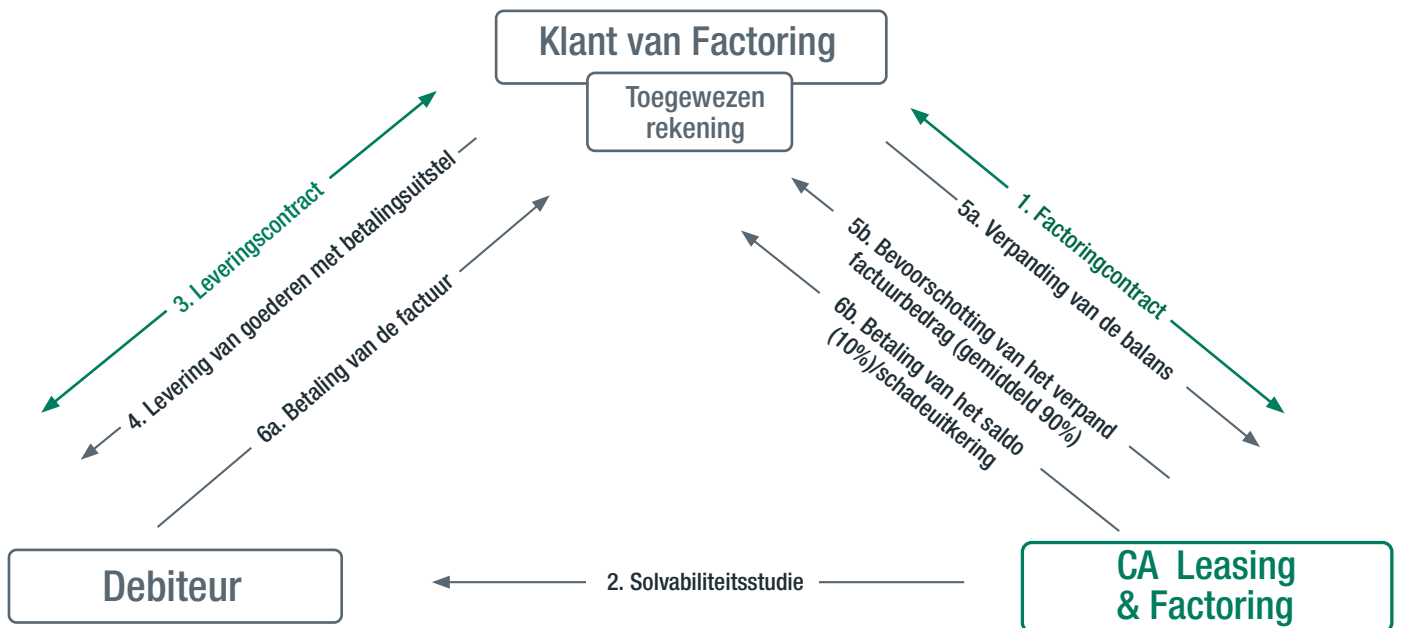 Klant van Factoring
Toegewezen
rekening
3. Leveringscontract
4. Levering van goederen met betalingsuitstel
6a. Betaling van de factuur
1. Factoringcontract
5a. Verpanding van de balans
5b. Bevoorschotting van het verpand
factuurbedrag (gemiddeld 90%)
6b. Betaling van het saldo
(10%)/schadeuitkering
Debiteur
2. Solvabiliteitsstudie
CA Leasing
& Factoring